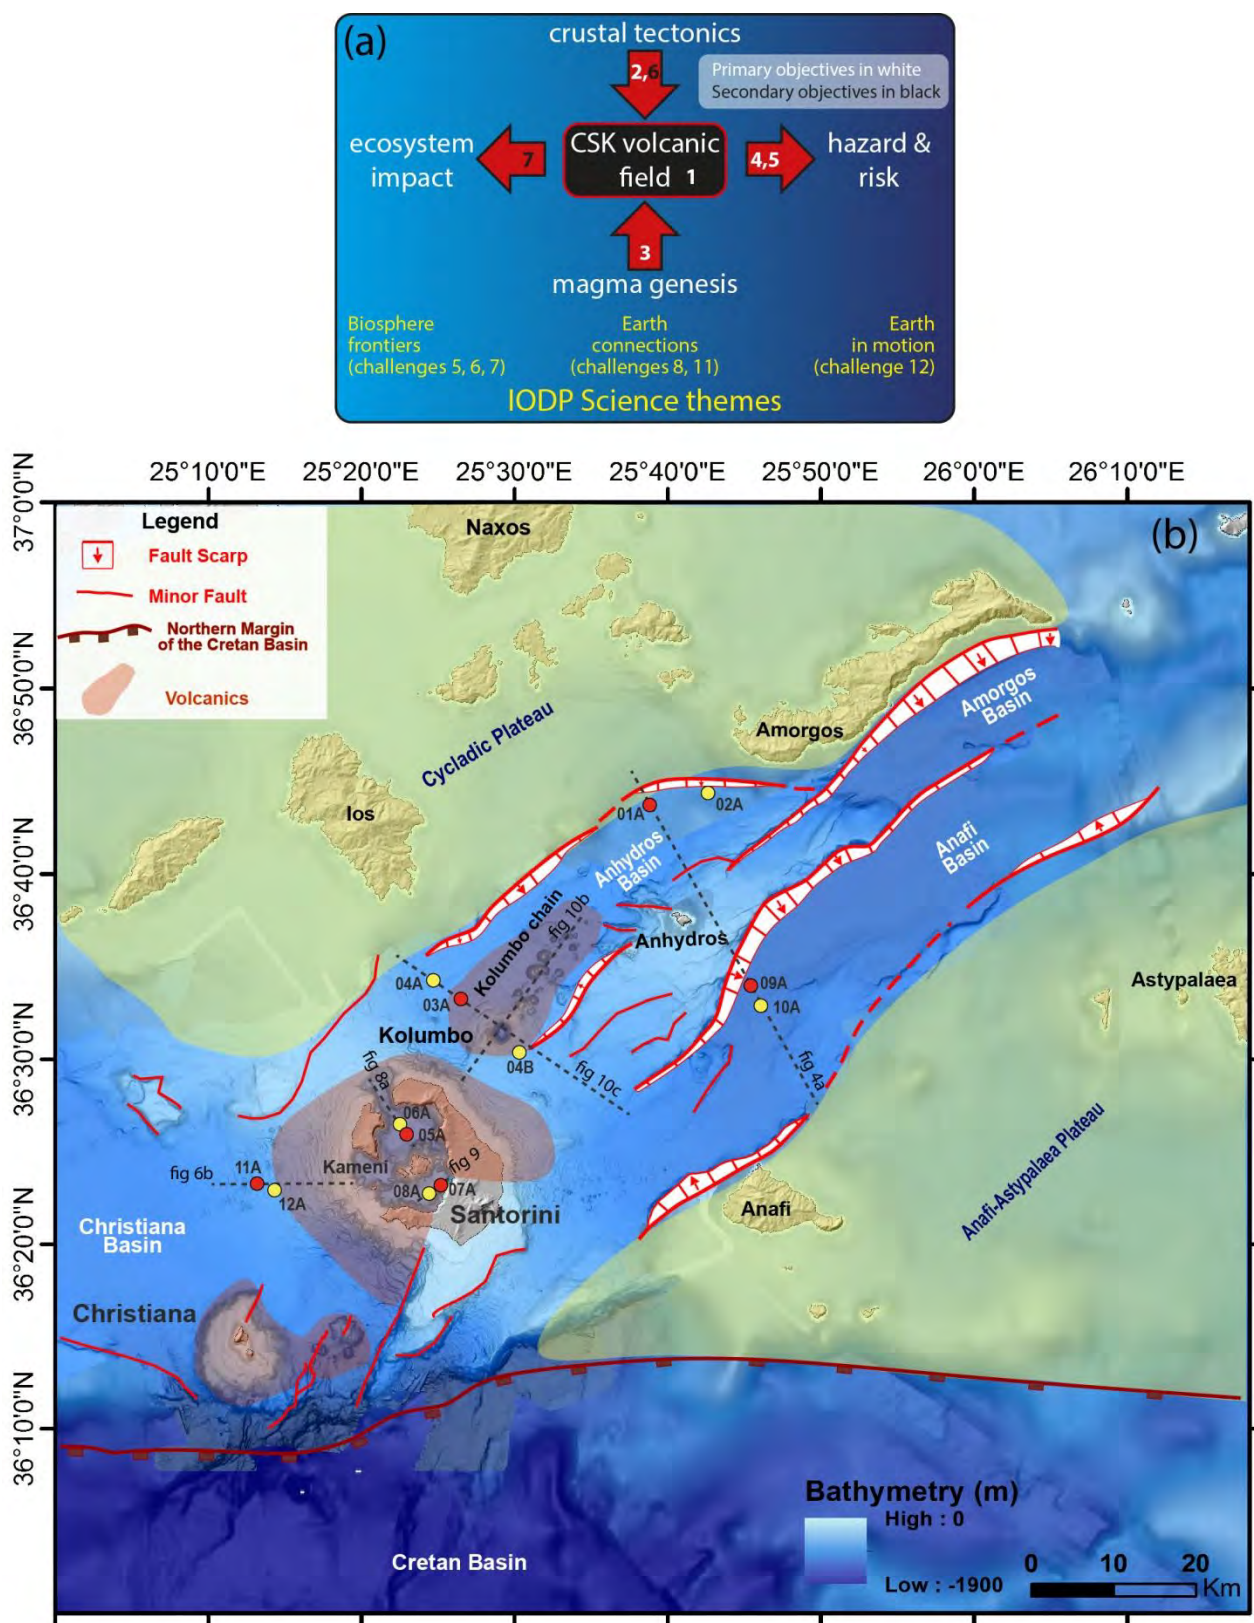 (a)
crustal tectonics
2,6
Primary objectives in white
Secondary objectives in black
ecosystem
impact
7
CSK volcanic
field 1
4,5
hazard &
risk
3
magma genesis
Biosphere
frontiers
(challenges 5, 6, 7)
Earth
connections
(challenges 8, 11)
Earth
in motion
(challenge 12)
IODP Science themes
25°10'0"E
25°20'0"E
25°30'0"E
25°40'0"E
25°50'0"E
26°0'0"E
26°10'0"E
37°0'0"N
36°50'0"N
36°40'0"N
36°30'0"N
36°20'0"N
36°10'0"N
(b)
Legend
Fault Scarp
Minor Fault
Northern Margin
of the Cretan Basin
Volcanics
Naxos
Cycladic Plateau
Amorgos
Amorgos
Basin
Ios
01A
02A
Anhydros
Basin
Anafi
Basin
Kolumbo chain
fig 10b
Anhydros
04A
03A
Kolumbo
04B
fig 10c
09A
10A
fig 4a
Astypalaea
fig 8a
06A
05A
Kameni
fig 9
fig 6b
11A
12A
08A
07A
Santorini
Anafi
Anafi-Astypalaea Plateau
Christiana
Basin
Christiana
Cretan Basin
Bathymetry (m)
High : 0
Low : -1900
0 10 20
Km